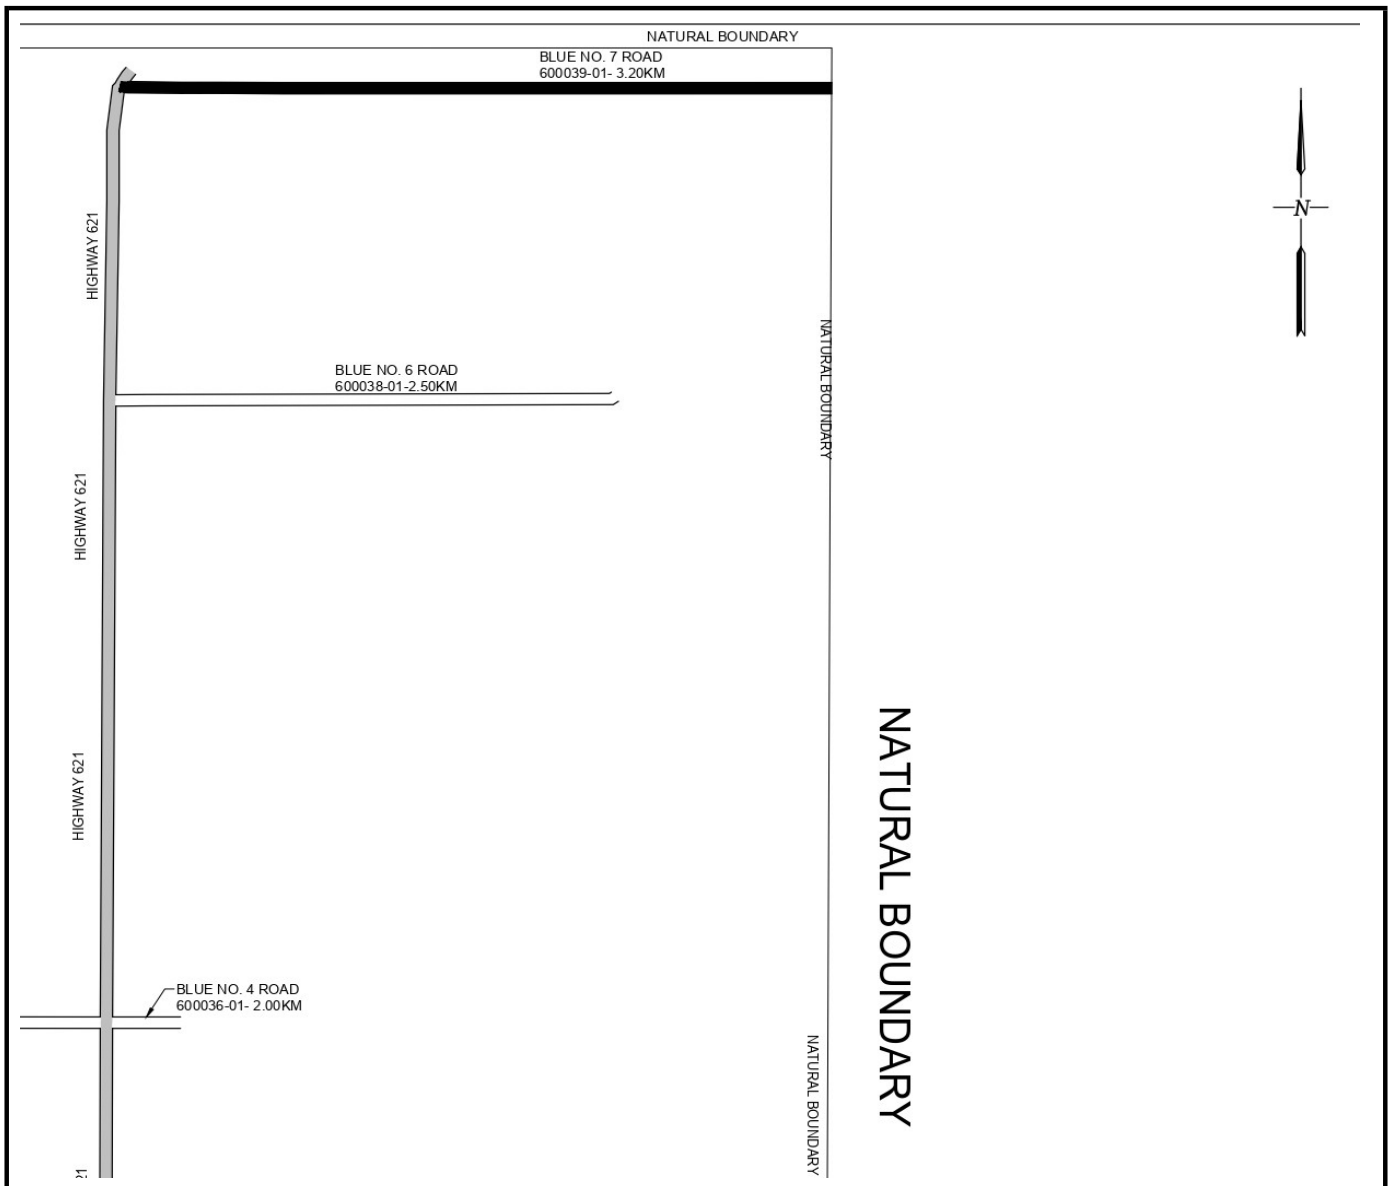 NATURAL BOUNDARY
BLUE NO. 7 ROAD
600039-01- 3.20KM
N
HIGHWAY 621
NATURAL BOUNDARY
BLUE NO. 6 ROAD
600038-01-2.50KM
HIGHWAY 621
NATURAL BOUNDARY
HIGHWAY 621
BLUE NO. 4 ROAD
600036-01- 2.00KM
NATURAL BOUNDARY
21